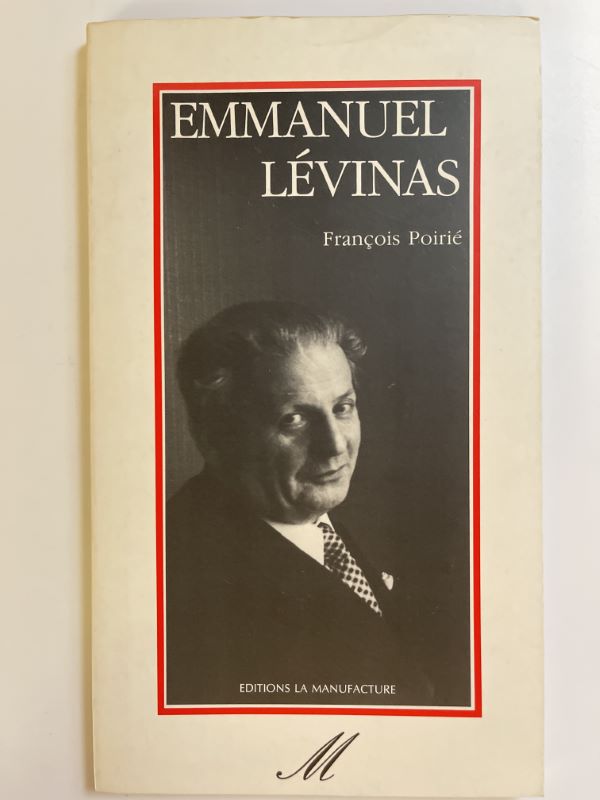 EMMANUEL
LÉVINAS
François Poirié
EDITIONS LA MANUFACTURE
M